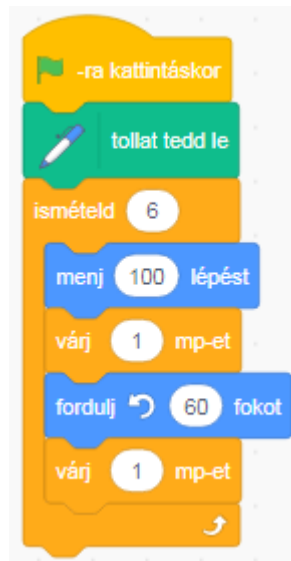 -ra kattintáskor
tollat tedd le
ismételd 6
menj 100 lépést
várj 1 mp-et
fordulj 60 fokot
várj 1 mp-et